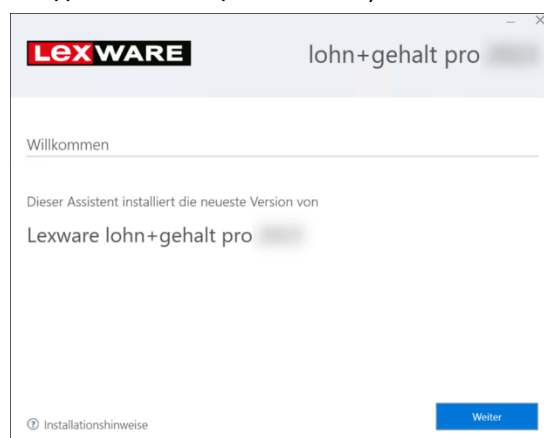 LEXWARE
lohn+gehalt pro
Willkommen
Dieser Assistent installiert die neueste Version von
Lexware lohn+gehalt pro
Installationshinweise
Weiter